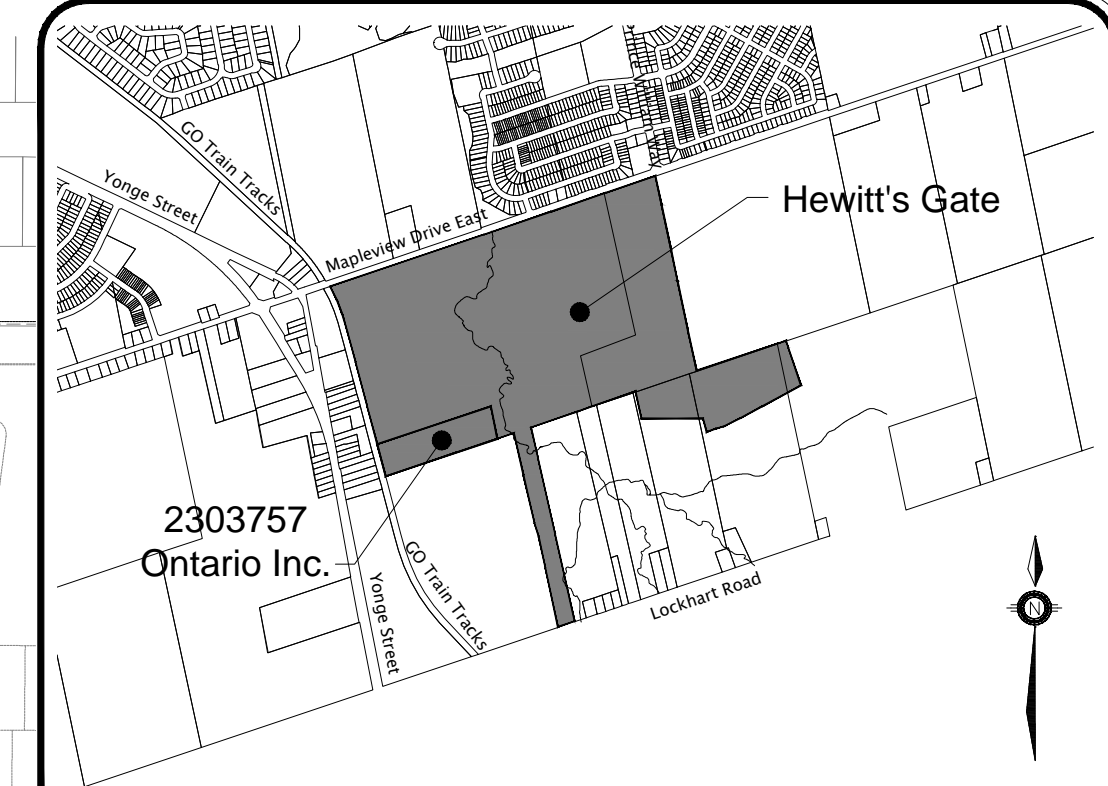 GO Train Tracks
Yonge Street
Mapleview Drive East
Hewitt's Gate
2303757
Ontario Inc.
GO Train Tracks
Yonge Street
Lockhart Road
N